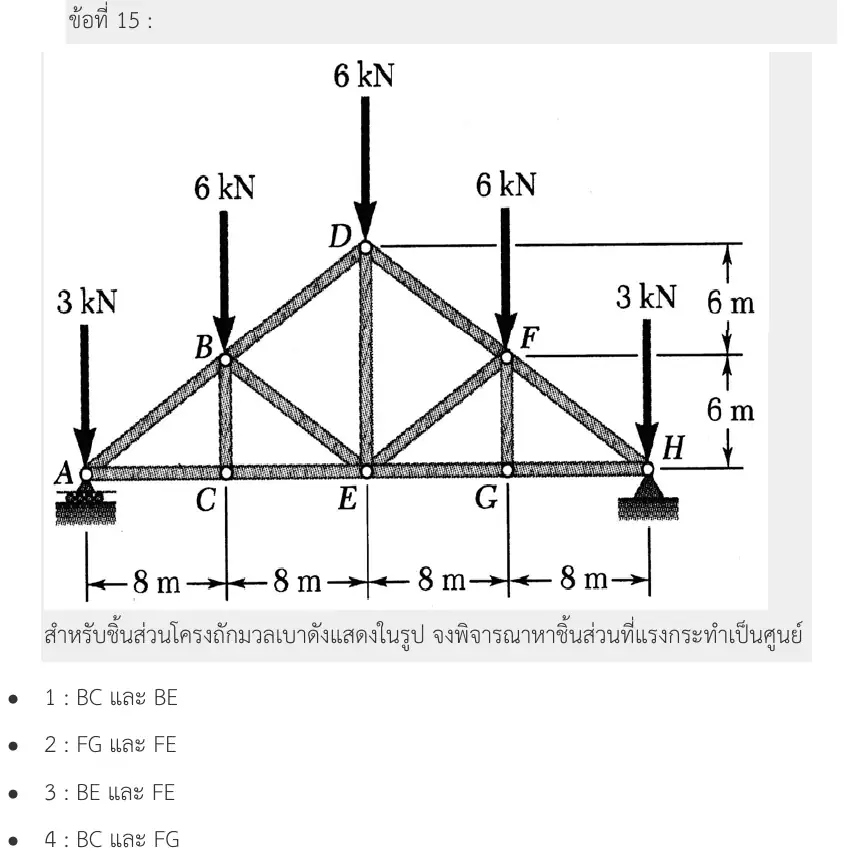 ข้อที่ 15 :
6 kN
6 kN
6 kN
D
3 kN
3 kN
6 m
B
F
6 m
A
H
C
E
G
8 m
8 m
8 m
8 m
สำหรับชิ้นส่วนโครงถักมวลเบาดังแสดงในรูป จงพิจารณาหาชิ้นส่วนที่แรงกระทำเป็นศูนย์
1 : BC และ BE
2 : FG และ FE
3 : BE และ FE
4 : BC และ FG